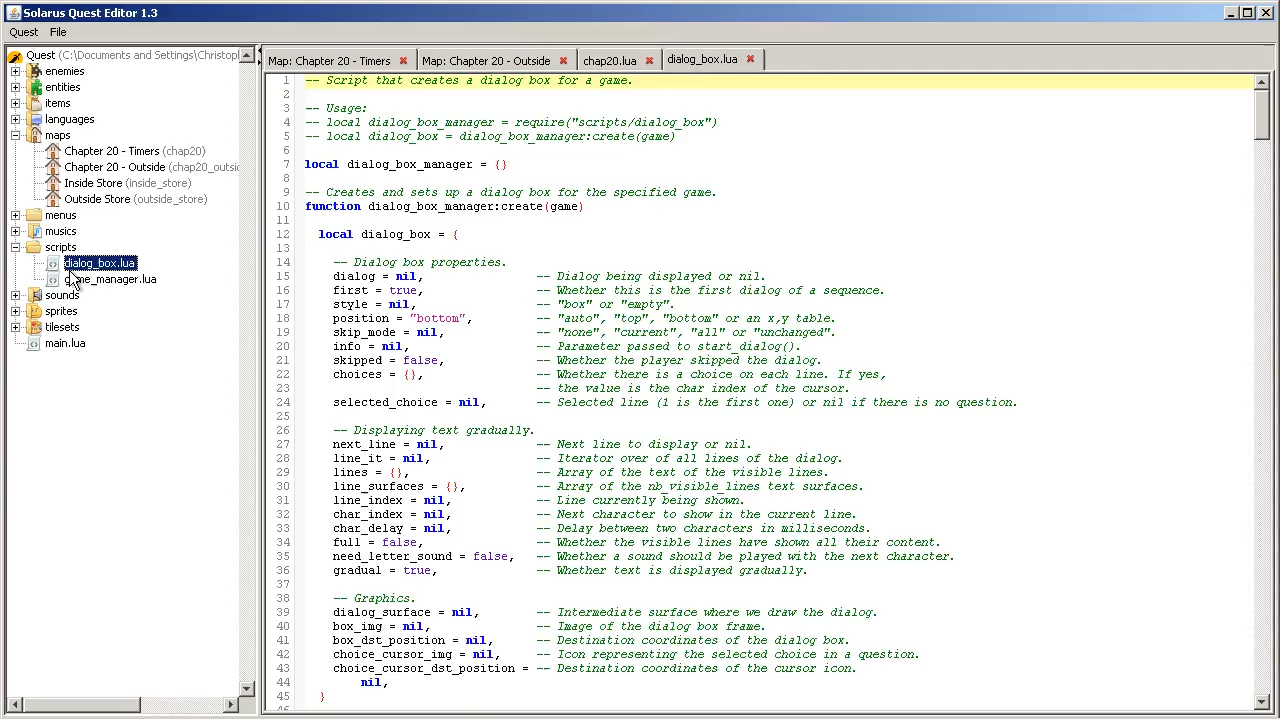 Solarus Quest Editor 1.3
Quest File
Quest (C:\Documents and Settings\Christop
enemies
entities
items
languages
maps
Chapter 20 - Timers (chap20)
Chapter 20 - Outside (chap20_outsid
Inside Store (inside_store)
Outside Store (outside_store)
menus
musics
scripts
dialog_box.lua
game_manager.lua
sounds
sprites
tilesets
main.lua
Map: Chapter 20 - Timers Map: Chapter 20 - Outside chap20.lua dialog_box.lua
1 -- Script that creates a dialog box for a game.
2
3 -- Usage:
4 -- local dialog_box_manager = require("scripts/dialog_box")
5 -- local dialog_box = dialog_box_manager:create(game)
6
7 local dialog_box_manager = {}
8
9 -- Creates and sets up a dialog box for the specified game.
10 function dialog_box_manager:create(game)
11
12 local dialog_box = {
13
14 -- Dialog box properties.
15 dialog = nil, -- Dialog being displayed or nil.
16 first = true, -- Whether this is the first dialog of a sequence.
17 style = nil, -- "box" or "empty".
18 position = "bottom", -- "auto", "top", "bottom" or an x,y table.
19 skip_mode = nil, -- "none", "current", "all" or "unchanged".
20 info = nil, -- Parameter passed to start_dialog().
21 skipped = false, -- Whether the player skipped the dialog.
22 choices = {}, -- Whether there is a choice on each line. If yes,
23 -- the value is the char index of the cursor.
24 selected_choice = nil, -- Selected line (1 is the first one) or nil if there is no question.
25
26 -- Displaying text gradually.
27 next_line = nil, -- Next line to display or nil.
28 line_it = nil, -- Iterator over of all lines of the dialog.
29 lines = {}, -- Array of the text of the visible lines.
30 line_surfaces = {}, -- Array of the nb_visible_lines text surfaces.
31 line_index = nil, -- Line currently being shown.
32 char_index = nil, -- Next character to show in the current line.
33 char_delay = nil, -- Delay between two characters in milliseconds.
34 full = false, -- Whether the visible lines have shown all their content.
35 need_letter_sound = false, -- Whether a sound should be played with the next character.
36 gradual = true, -- Whether text is displayed gradually.
37
38 -- Graphics.
39 dialog_surface = nil, -- Intermediate surface where we draw the dialog.
40 box_img = nil, -- Image of the dialog box frame.
41 box_dst_position = nil, -- Destination coordinates of the dialog box.
42 choice_cursor_img = nil, -- Icon representing the selected choice in a question.
43 choice_cursor_dst_position = -- Destination coordinates of the cursor icon.
44 nil,
45 }
46